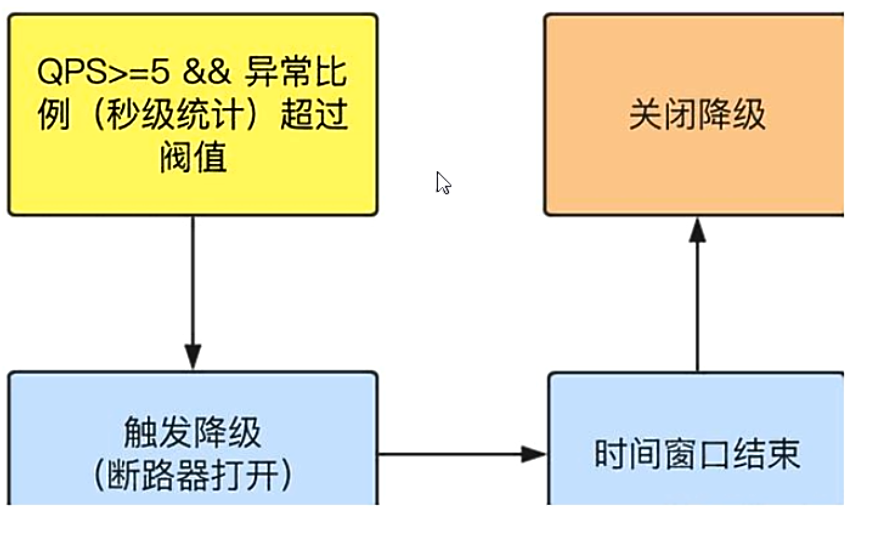 QPS>=5 && 异常比
例（秒级统计）超过
阀值
关闭降级
触发降级
（断路器打开）
时间窗口结束